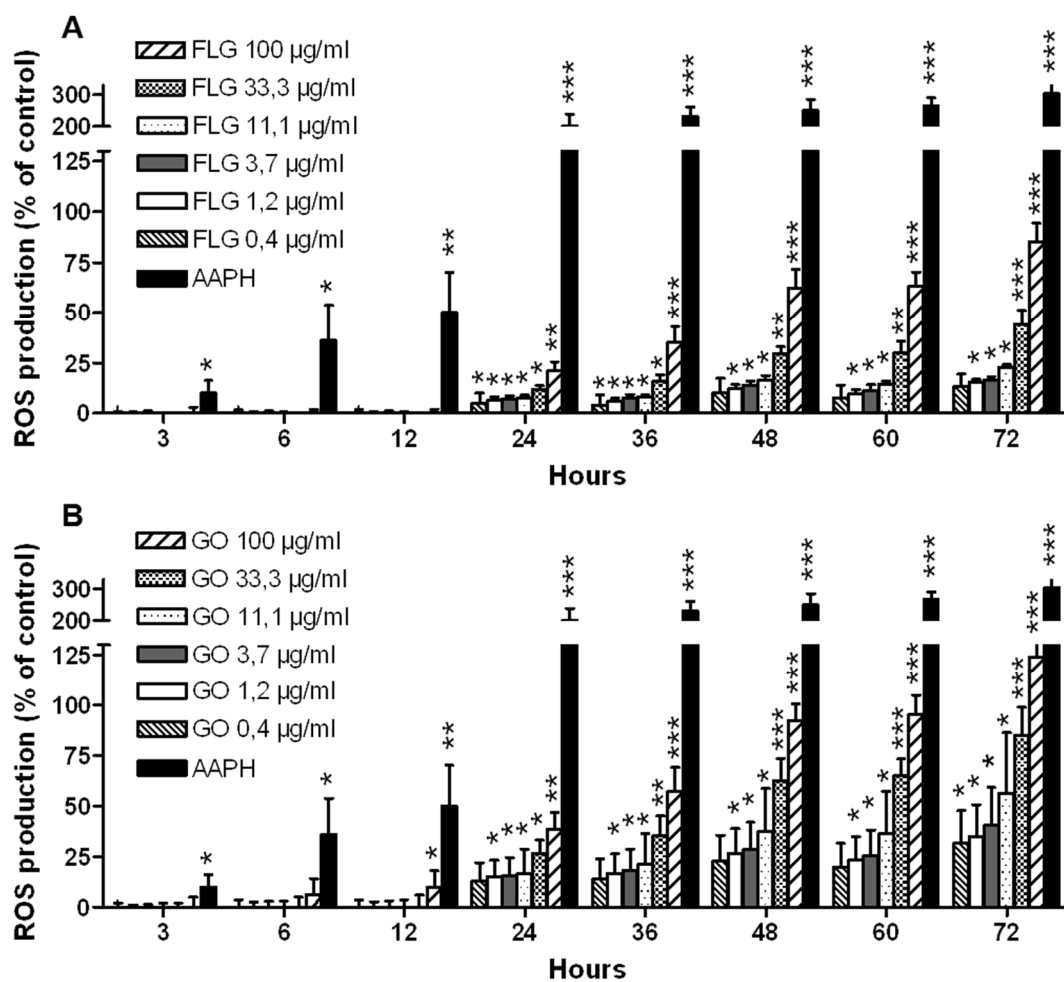 A
ROS production (% of control)
FLG 100 µg/ml
FLG 33,3 µg/ml
FLG 11,1 µg/ml
FLG 3,7 µg/ml
FLG 1,2 µg/ml
FLG 0,4 µg/ml
AAPH
300
200
125
100
75
50
25
0
* * ** * * * * * ** *** * * * * * *** *** * * * ** *** *** * * * ** *** *** * * * *** *** ***
3 6 12 24 36 48 60 72
Hours
B
ROS production (% of control)
GO 100 µg/ml
GO 33,3 µg/ml
GO 11,1 µg/ml
GO 3,7 µg/ml
GO 1,2 µg/ml
GO 0,4 µg/ml
AAPH
300
200
125
100
75
50
25
0
* * * ** * * * * ** *** * * * ** *** *** * * * *** *** *** * * * *** *** *** * * * * *** *** ***
3 6 12 24 36 48 60 72
Hours